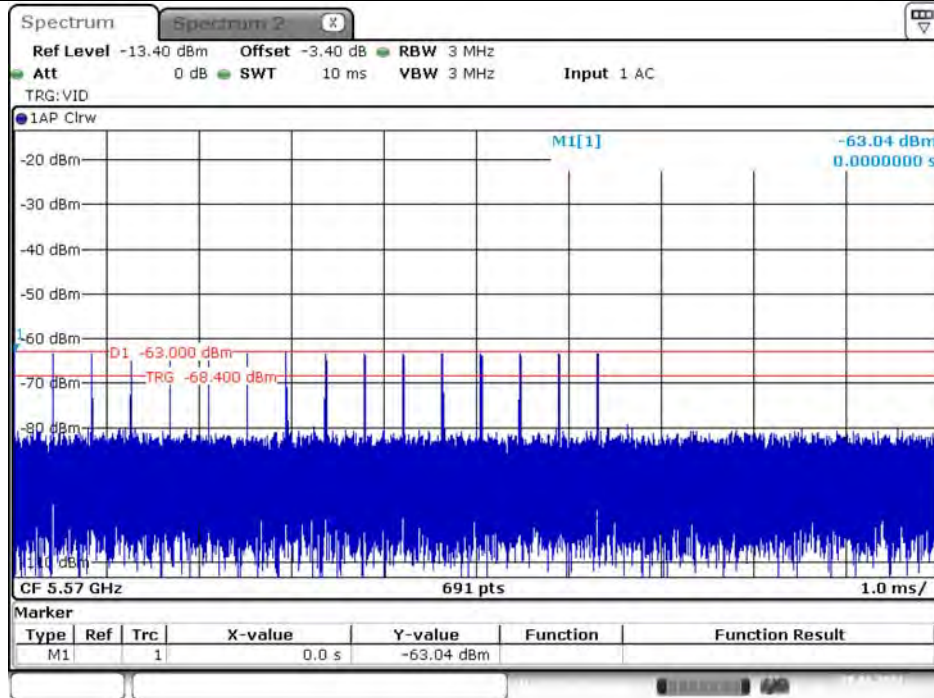 Spectrum Spectrum 2 X
Ref Level -13.40 dBm Offset -3.40 dB RBW 3 MHz
Att 0 dB SWT 10 ms VBW 3 MHz Input 1 AC
TRG:VID
1AP Clrw
M1[1] -63.04 dBm
0.0000000 s
-20 dBm
-30 dBm
-40 dBm
-50 dBm
1
-60 dBm
D1 -63.000 dBm
TRG -68.400 dBm
-70 dBm
-80 dBm
-110 dBm
CF 5.57 GHz 691 pts 1.0 ms/
Marker
Type Ref Trc X-value Y-value Function Function Result
M1 1 0.0 s -63.04 dBm